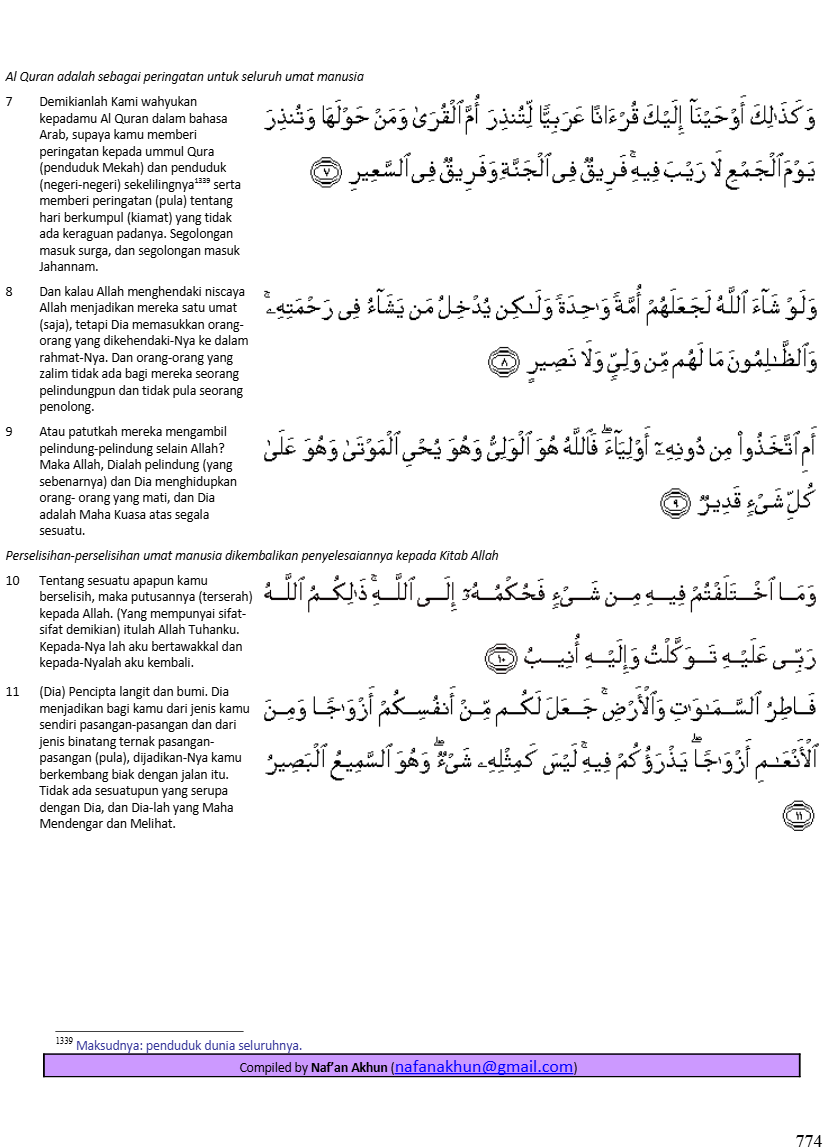 Al Quran adalah sebagai peringatan untuk seluruh umat manusia
7 Demikianlah Kami wahyukan
kepadamu Al Quran dalam bahasa
Arab, supaya kamu memberi
peringatan kepada ummul Qura
(penduduk Mekah) dan penduduk
(negeri-negeri) sekelilingnya1339 serta
memberi peringatan (pula) tentang
hari berkumpul (kiamat) yang tidak
ada keraguan padanya. Segolongan
masuk surga, dan segolongan masuk
Jahannam.
وَكَذَٰلِكَ أَوْحَيْنَآ إِلَيْكَ قُرْءَانًا عَرَبِيًّا لِّتُنذِرَ أُمَّ ٱلْقُرَىٰ وَمَنْ حَوْلَهَا وَتُنذِرَ
يَوْمَ ٱلْجَمْعِ لَا رَيْبَ فِيهِ ۚ فَرِيقٌ فِى ٱلْجَنَّةِ وَفَرِيقٌ فِى ٱلسَّعِيرِ ٧
8 Dan kalau Allah menghendaki niscaya
Allah menjadikan mereka satu umat
(saja), tetapi Dia memasukkan orang-
orang yang dikehendaki-Nya ke dalam
rahmat-Nya. Dan orang-orang yang
zalim tidak ada bagi mereka seorang
pelindungpun dan tidak pula seorang
penolong.
وَلَوْ شَآءَ ٱللَّهُ لَجَعَلَهُمْ أُمَّةً وَٰحِدَةً وَلَٰكِن يُدْخِلُ مَن يَشَآءُ فِى رَحْمَتِهِۦ ۚ
وَٱلظَّٰلِمُونَ مَا لَهُم مِّن وَلِىٍّ وَلَا نَصِيرٍ ٨
9 Atau patutkah mereka mengambil
pelindung-pelindung selain Allah?
Maka Allah, Dialah pelindung (yang
sebenarnya) dan Dia menghidupkan
orang- orang yang mati, dan Dia
adalah Maha Kuasa atas segala
sesuatu.
أَمِ ٱتَّخَذُوا۟ مِن دُونِهِۦٓ أَوْلِيَآءَ ۖ فَٱللَّهُ هُوَ ٱلْوَلِىُّ وَهُوَ يُحْىِ ٱلْمَوْتَىٰ وَهُوَ عَلَىٰ
كُلِّ شَىْءٍ قَدِيرٌ ٩
Perselisihan-perselisihan umat manusia dikembalikan penyelesaiannya kepada Kitab Allah
10 Tentang sesuatu apapun kamu
berselisih, maka putusannya (terserah)
kepada Allah. (Yang mempunyai sifat-
sifat demikian) itulah Allah Tuhanku.
Kepada-Nya lah aku bertawakkal dan
kepada-Nyalah aku kembali.
وَمَا ٱخْتَلَفْتُمْ فِيهِ مِن شَىْءٍ فَحُكْمُهُۥٓ إِلَى ٱللَّهِ ۚ ذَٰلِكُمُ ٱللَّهُ
رَبِّى عَلَيْهِ تَوَكَّلْتُ وَإِلَيْهِ أُنِيبُ ١٠
11 (Dia) Pencipta langit dan bumi. Dia
menjadikan bagi kamu dari jenis kamu
sendiri pasangan-pasangan dan dari
jenis binatang ternak pasangan-
pasangan (pula), dijadikan-Nya kamu
berkembang biak dengan jalan itu.
Tidak ada sesuatupun yang serupa
dengan Dia, dan Dia-lah yang Maha
Mendengar dan Melihat.
فَاطِرُ ٱلسَّمَٰوَٰتِ وَٱلْأَرْضِ ۚ جَعَلَ لَكُم مِّنْ أَنفُسِكُمْ أَزْوَٰجًا وَمِنَ
ٱلْأَنْعَٰمِ أَزْوَٰجًا ۖ يَذْرَؤُكُمْ فِيهِ ۚ لَيْسَ كَمِثْلِهِۦ شَىْءٌ ۖ وَهُوَ ٱلسَّمِيعُ ٱلْبَصِيرُ
١١
1339 Maksudnya: penduduk dunia seluruhnya.
Compiled by Naf’an Akhun (nafanakhun@gmail.com)
774